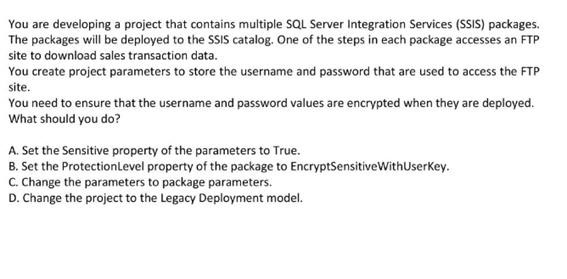 You are developing a project that contains multiple SQL Server Integration Services (SSIS) packages.
The packages will be deployed to the SSIS catalog. One of the steps in each package accesses an FTP
site to download sales transaction data.
You create project parameters to store the username and password that are used to access the FTP
site.
You need to ensure that the username and password values are encrypted when they are deployed.
What should you do?
A. Set the Sensitive property of the parameters to True.
B. Set the ProtectionLevel property of the package to EncryptSensitiveWithUserKey.
C. Change the parameters to package parameters.
D. Change the project to the Legacy Deployment model.